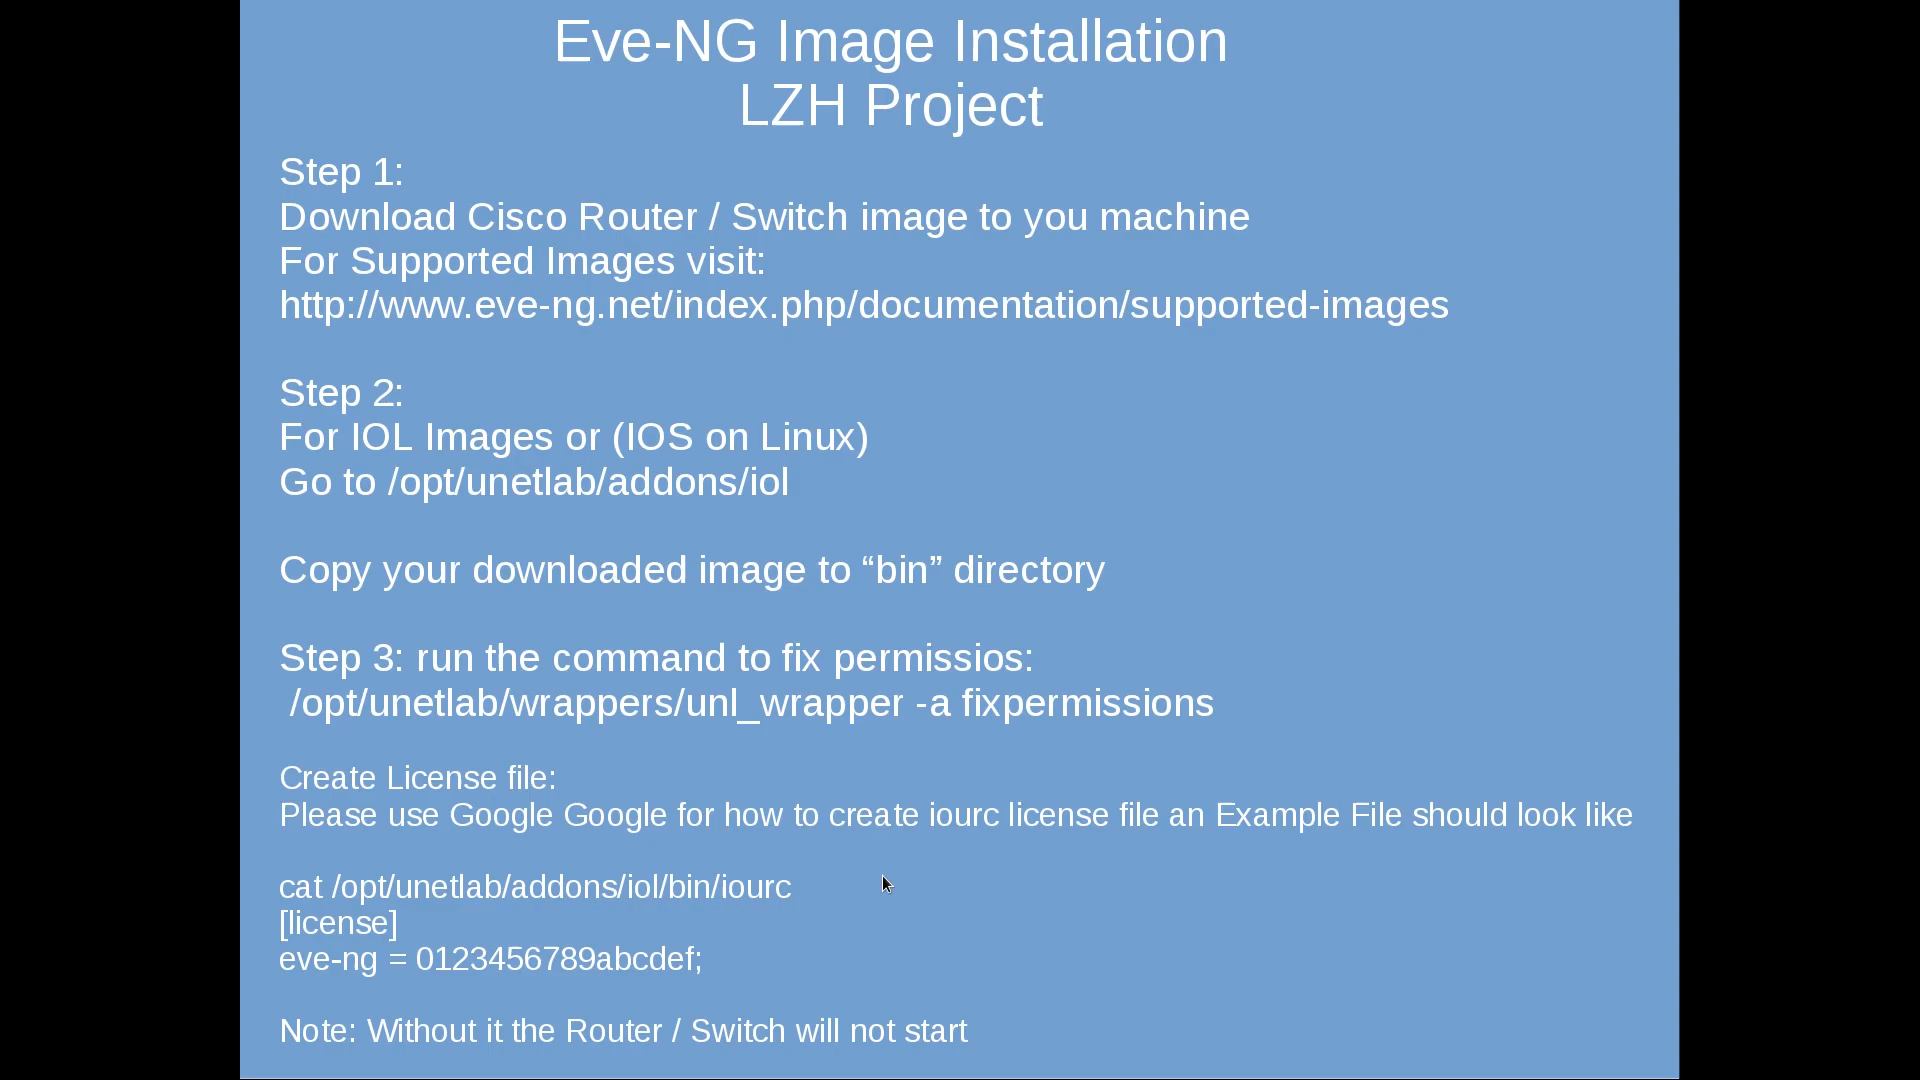 Eve-NG Image Installation
LZH Project
Step 1:
Download Cisco Router / Switch image to you machine
For Supported Images visit:
http://www.eve-ng.net/index.php/documentation/supported-images
Step 2:
For IOL Images or (IOS on Linux)
Go to /opt/unetlab/addons/iol
Copy your downloaded image to “bin” directory
Step 3: run the command to fix permissios:
/opt/unetlab/wrappers/unl_wrapper -a fixpermissions
Create License file:
Please use Google Google for how to create iourc license file an Example File should look like
cat /opt/unetlab/addons/iol/bin/iourc
[license]
eve-ng = 0123456789abcdef;
Note: Without it the Router / Switch will not start